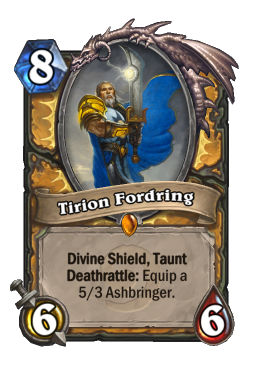 8
Tirion Fordring
Divine Shield, Taunt
Deathrattle: Equip a
5/3 Ashbringer.
6 6